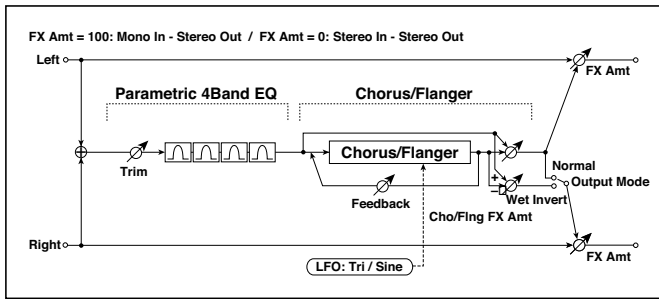 FX Amt = 100: Mono In - Stereo Out / FX Amt = 0: Stereo In - Stereo Out
Left
FX Amt
Parametric 4Band EQ
Chorus/Flanger
Chorus/Flanger
Trim
Normal
Output Mode
+
−
Wet Invert
Feedback
Cho/Flng FX Amt
Right
FX Amt
LFO: Tri / Sine